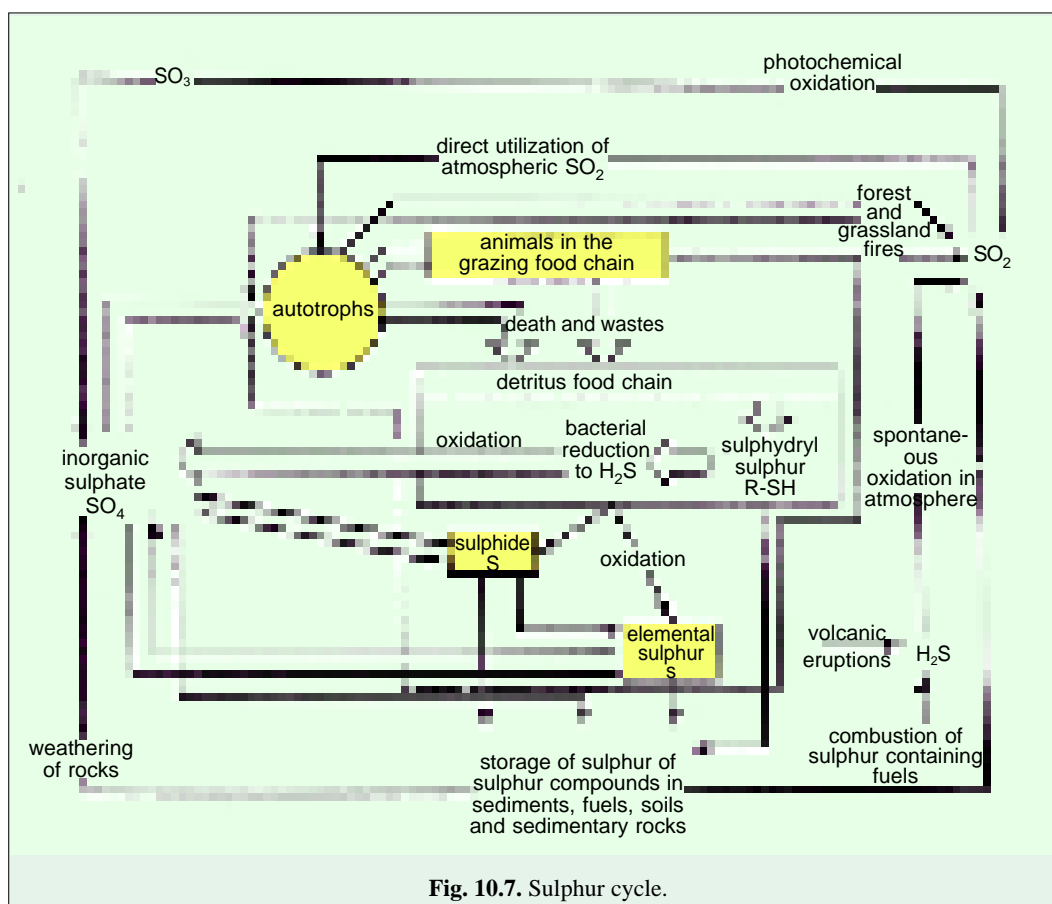 SO3
photochemical
oxidation
direct utilization of
atmospheric SO2
forest
and
grassland
fires
animals in the
grazing food chain
SO2
autotrophs
death and wastes
detritus food chain
oxidation
bacterial
reduction
to H2S
sulphydryl
sulphur
R-SH
spontane-
ous
oxidation in
atmosphere
inorganic
sulphate
SO4
sulphide
S
oxidation
elemental
sulphur
s
volcanic
eruptions
H2S
weathering
of rocks
storage of sulphur of
sulphur compounds in
sediments, fuels, soils
and sedimentary rocks
combustion of
sulphur containing
fuels
Fig. 10.7. Sulphur cycle.